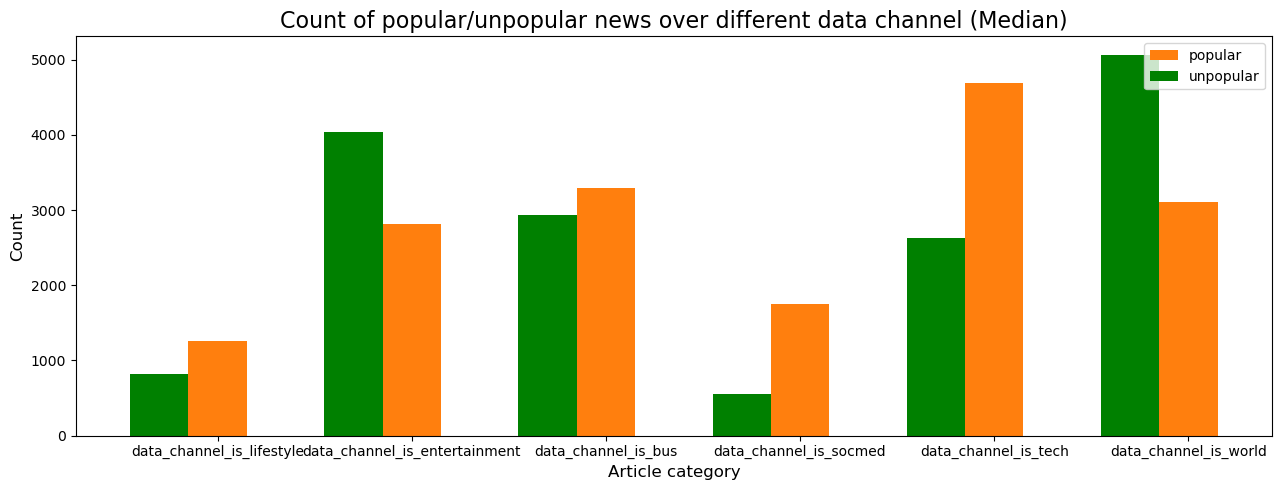 Count of popular/unpopular news over different data channel (Median)
popular
unpopular
5000
4000
3000
2000
1000
0
Count
data_channel_is_lifestyle data_channel_is_entertainment data_channel_is_bus data_channel_is_socmed data_channel_is_tech data_channel_is_world
Article category